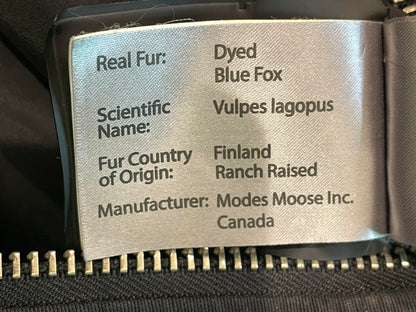 Real Fur: Dyed
Blue Fox
Scientific Vulpes lagopus
Name:
Fur Country Finland
of Origin: Ranch Raised
Manufacturer: Modes Moose Inc.
Canada